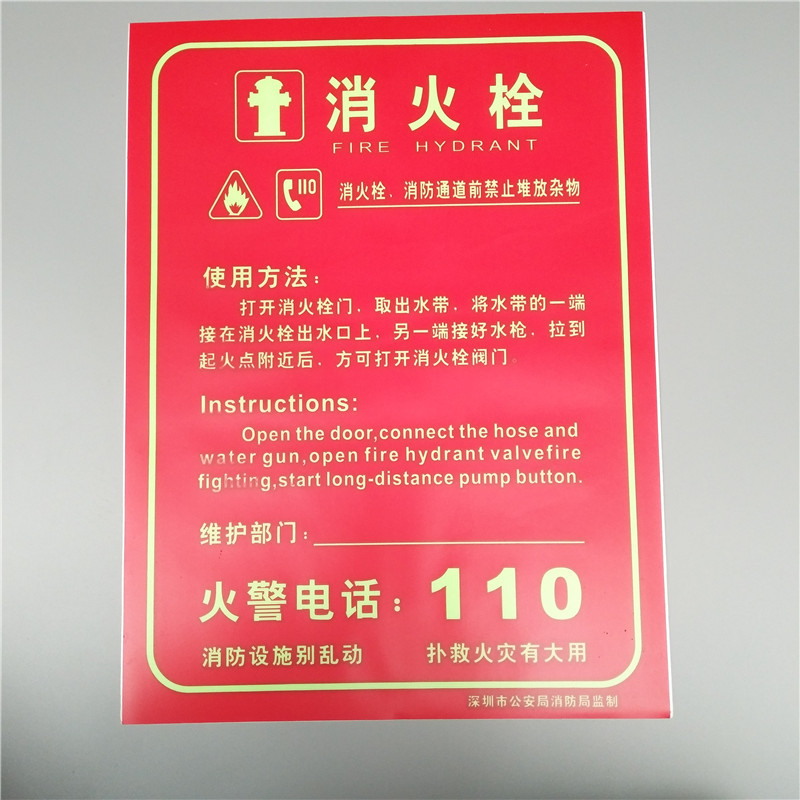 消火栓
FIRE HYDRANT
110
消火栓、消防通道前禁止堆放杂物
使用方法：
打开消火栓门，取出水带，将水带的一端
接在消火栓出水口上，另一端接好水枪，拉到
起火点附近后，方可打开消火栓阀门。
Instructions:
Open the door,connect the hose and
water gun,open fire hydrant valvefire
fighting,start long-distance pump button.
维护部门：
火警电话：110
消防设施别乱动 扑救火灾有大用
深圳市公安局消防局监制